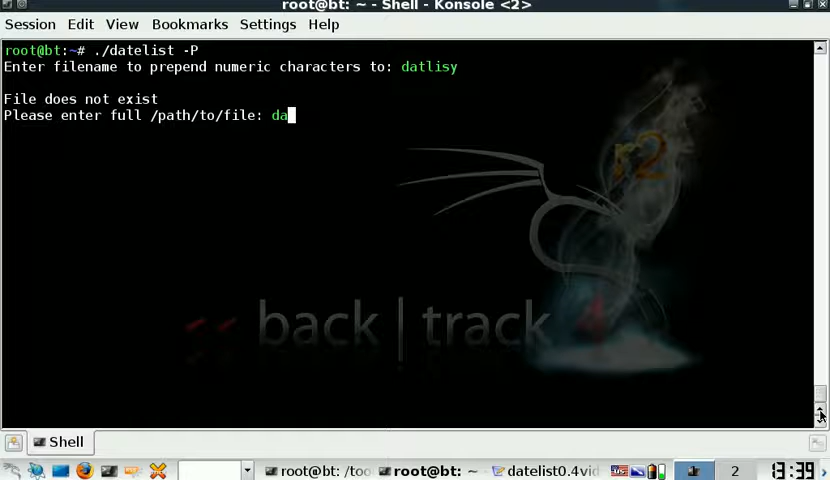 root@bt: ~ - Shell - Konsole <2>
Session Edit View Bookmarks Settings Help
root@bt:~# ./datelist -P
Enter filename to prepend numeric characters to: datlisy
File does not exist
Please enter full /path/to/file: da
r2
<< back | track 4
Shell
root@bt: /too root@bt: ~ datelist0.4vid 2 13:39